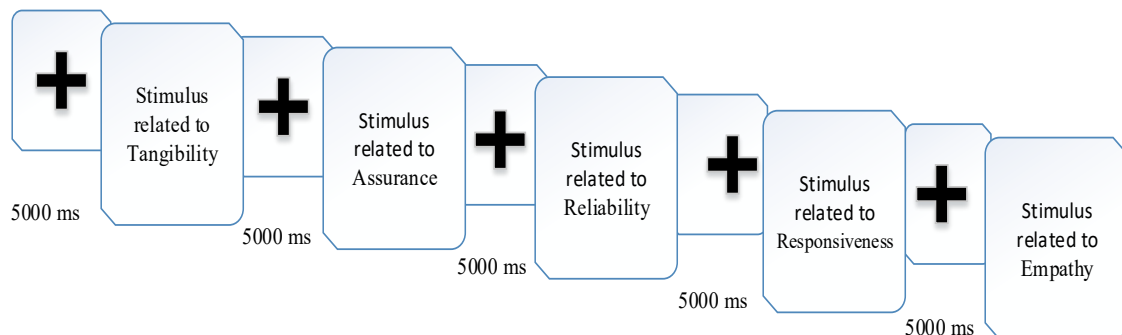 Stimulus
related to
Tangibility
5000 ms
Stimulus
related to
Assurance
5000 ms
Stimulus
related to
Reliability
5000 ms
Stimulus
related to
Responsiveness
5000 ms
Stimulus
related to
Empathy
5000 ms